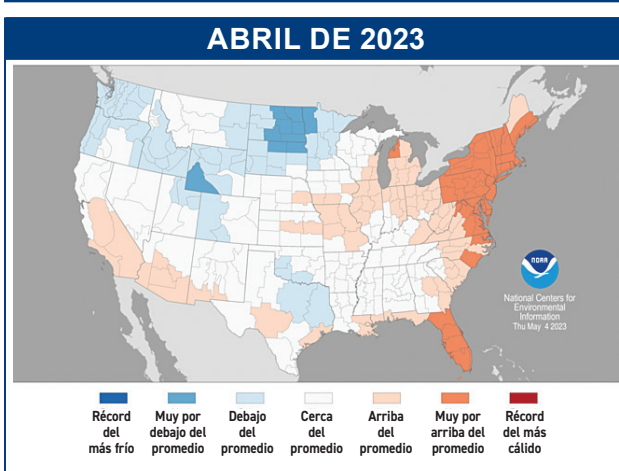 ABRIL DE 2023
NOAA
National Centers for
Environmental
Information
Thu May 4 2023
Récord
del
más frío
Muy por
debajo del
promedio
Debajo
del
promedio
Cerca
del
promedio
Arriba
del
promedio
Muy por
arriba del
promedio
Récord
del más
cálido